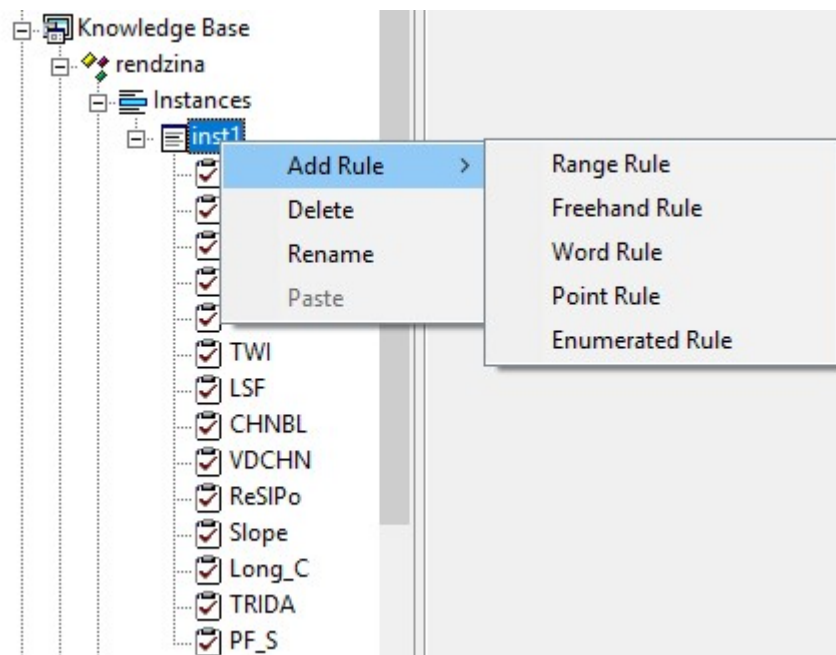 Knowledge Base
rendzina
Instances
inst1
Add Rule
Delete
Rename
Paste
Range Rule
Freehand Rule
Word Rule
Point Rule
Enumerated Rule
TWI
LSF
CHNBL
VDCHN
ReSIPo
Slope
Long_C
TRIDA
PF_S